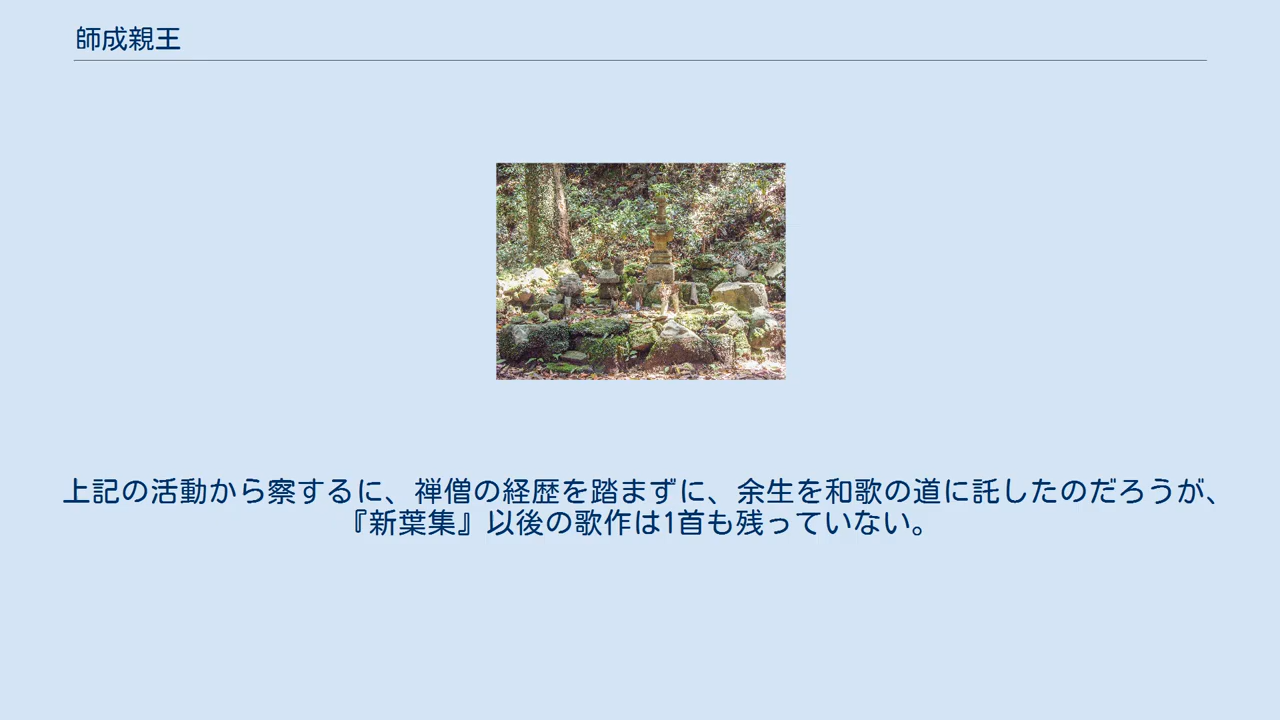 師成親王
上記の活動から察するに、禅僧の経歴を踏まずに、余生を和歌の道に託したのだろうが、
『新葉集』以後の歌作は1首も残っていない。